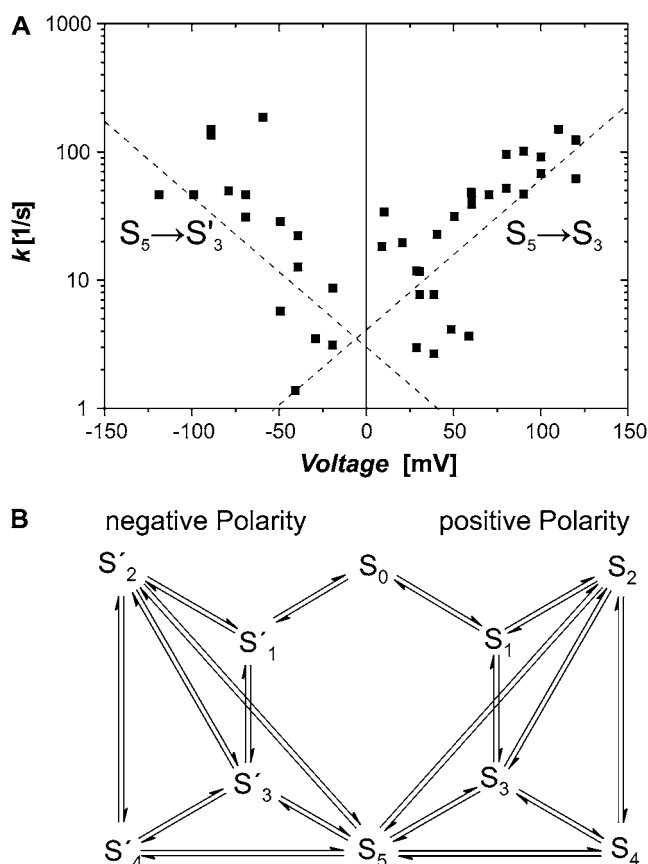 A
1000
100
10
1
k [1/s]
S₅→S'₃
S₅→S₃
-150 -100 -50 0 50 100 150
Voltage [mV]
B
negative Polarity positive Polarity
S´₂ S₀ S₂
S´₁ S₁
S´₃ S₃
S´₄ S₅ S₄